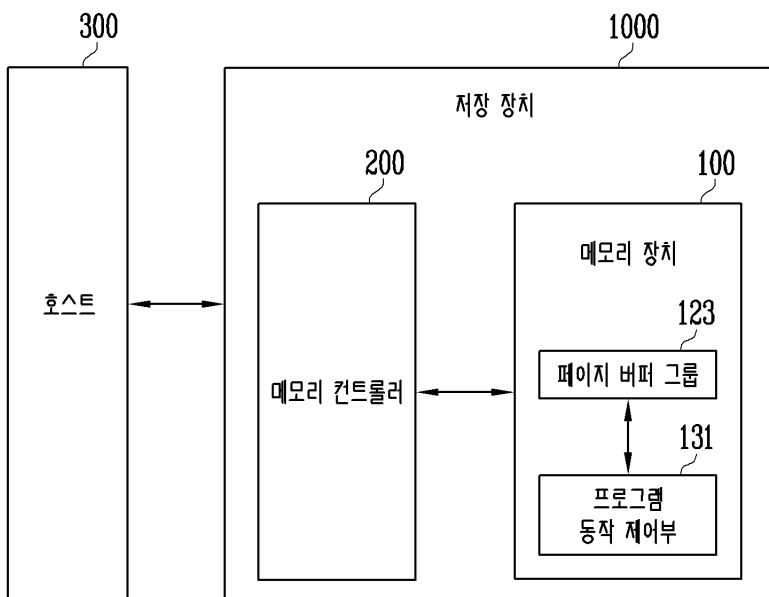 300
1000
저장 장치
200
100
메모리 장치
호스트
123
메모리 컨트롤러
페이지 버퍼 그룹
131
프로그램
동작 제어부